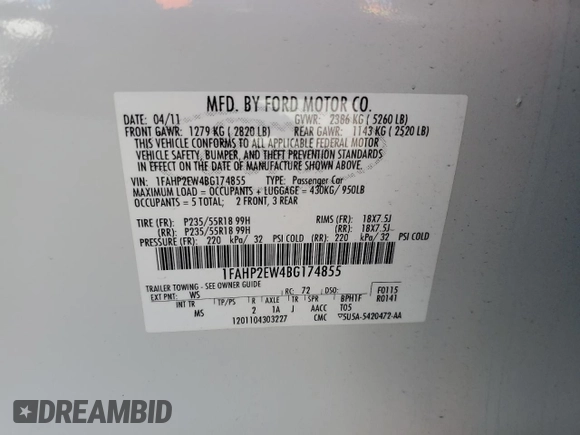 MFD. BY FORD MOTOR CO.
DATE: 04/11 GVWR: 2386 KG ( 5260 LB)
FRONT GAWR: 1279 KG ( 2820 LB) REAR GAWR: 1143 KG ( 2520 LB)
THIS VEHICLE CONFORMS TO ALL APPLICABLE FEDERAL MOTOR
VEHICLE SAFETY, BUMPER, AND THEFT PREVENTION STANDARDS
IN EFFECT ON THE DATE OF MANUFACTURE SHOWN ABOVE.
VIN: 1FAHP2EW4BG174855 TYPE: Passenger Car
MAXIMUM LOAD = OCCUPANTS + LUGGAGE = 430KG/ 950LB
OCCUPANTS = 5 TOTAL: 2 FRONT, 3 REAR
TIRE (FR): P235/55R18 99H RIMS (FR): 18X7.5J
(RR): P235/55R18 99H (RR): 18X7.5J
PRESSURE (FR): 220 kPa/ 32 PSI COLD (RR): 220 kPa/ 32 PSI COLD
1FAHP2EW4BG174855
TRAILER TOWING - SEE OWNER GUIDE
EXT PNT: WS RC: 72 DSO: F0115
INT TR TP/PS R AXLE TR SPR BPH1F R0141
MS 2 1A J AACC T05
1201104303227 CMC 5U5A-5420472-AA
DREAMBID